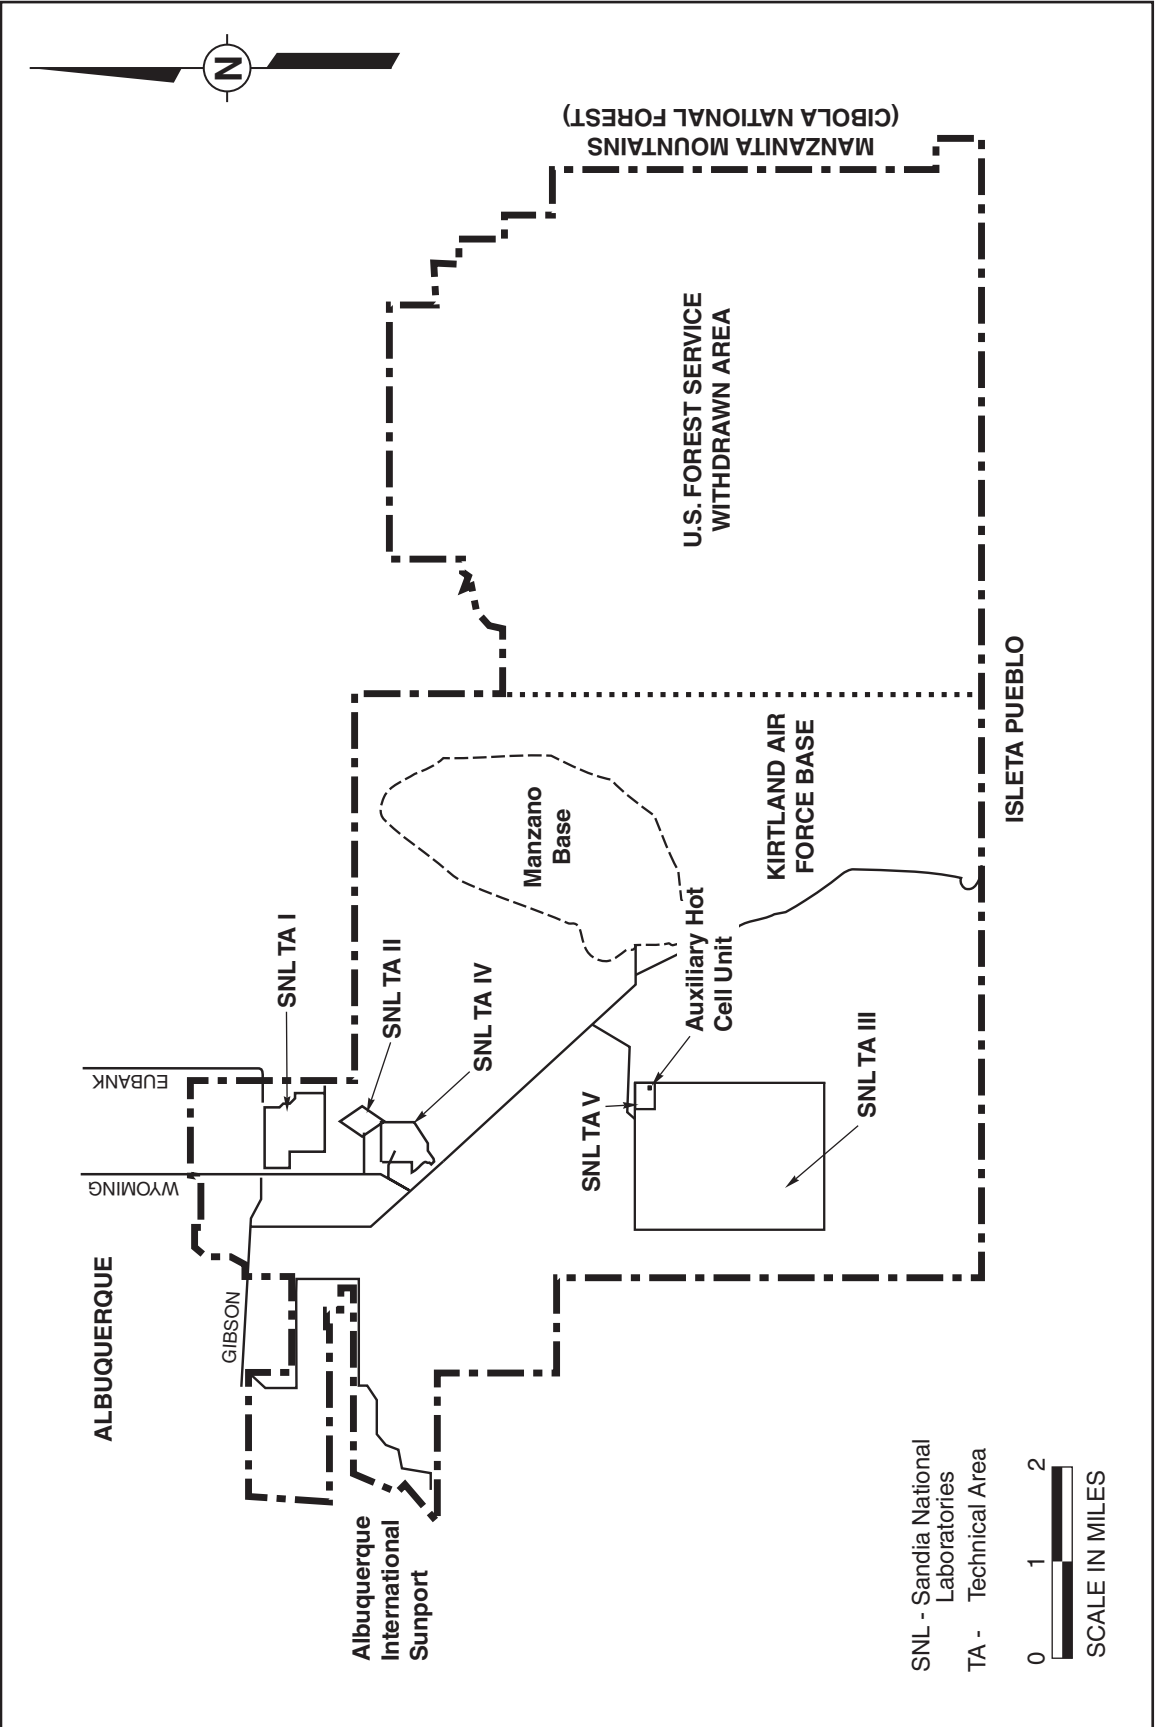 N
MANZANITA MOUNTAINS
(CIBOLA NATIONAL FOREST)
ALBUQUERQUE
WYOMING
EUBANK
GIBSON
SNL TA I
SNL TA II
SNL TA IV
Albuquerque
International
Sunport
Manzano
Base
U.S. FOREST SERVICE
WITHDRAWN AREA
SNL TA V
Auxiliary Hot
Cell Unit
KIRTLAND AIR
FORCE BASE
SNL TA III
ISLETA PUEBLO
SNL - Sandia National
Laboratories
TA - Technical Area
0 1 2
SCALE IN MILES